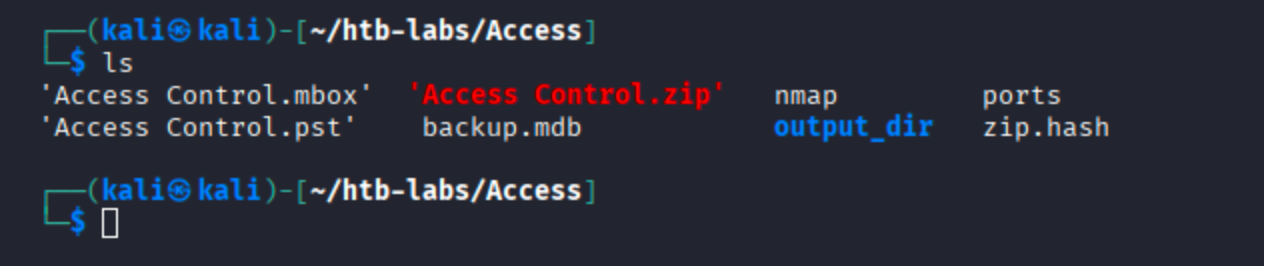 ┌──(kali㉿kali)-[~/htb-labs/Access]
└─$ ls
'Access Control.mbox'  'Access Control.zip'   nmap         ports
'Access Control.pst'    backup.mdb            output_dir   zip.hash
┌──(kali㉿kali)-[~/htb-labs/Access]
└─$